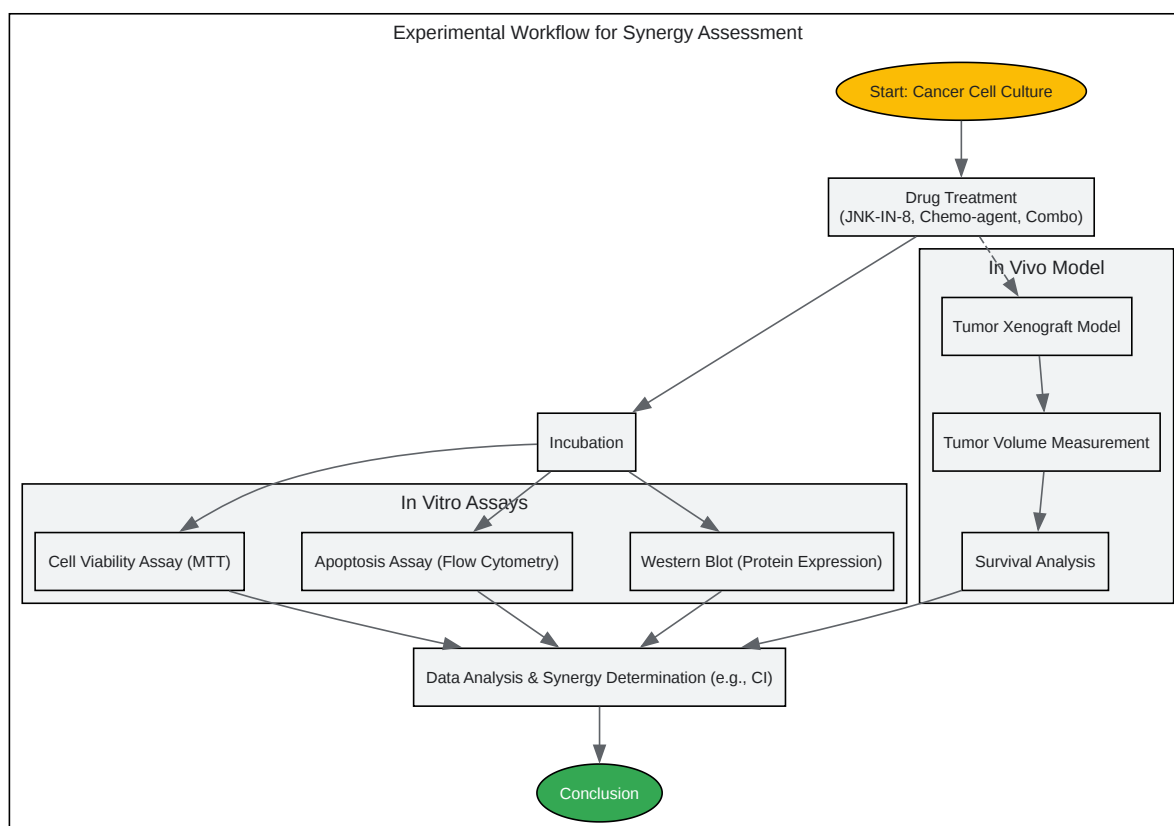 Experimental Workflow for Synergy Assessment
Start: Cancer Cell Culture
Drug Treatment
(JNK-IN-8, Chemo-agent, Combo)
In Vivo Model
Tumor Xenograft Model
Incubation
Tumor Volume Measurement
In Vitro Assays
Cell Viability Assay (MTT)
Apoptosis Assay (Flow Cytometry)
Western Blot (Protein Expression)
Survival Analysis
Data Analysis & Synergy Determination (e.g., CI)
Conclusion